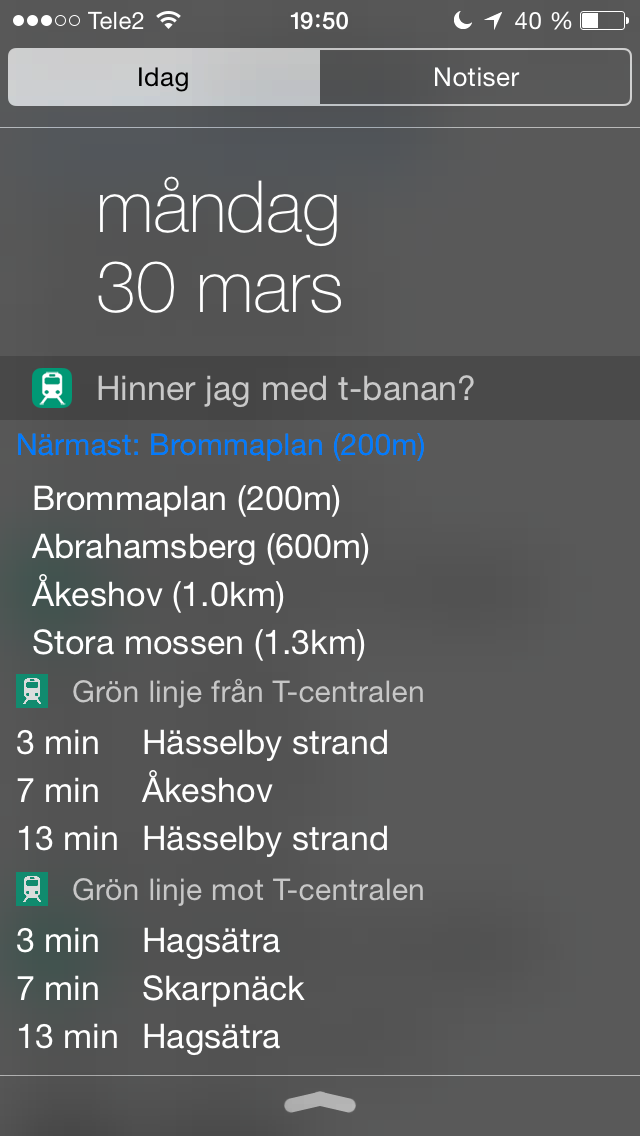 Tele2 19:50 40 %
Idag Notiser
måndag
30 mars
Hinner jag med t-banan?
Närmast: Brommaplan (200m)
Brommaplan (200m)
Abrahamsberg (600m)
Åkeshov (1.0km)
Stora mossen (1.3km)
Grön linje från T-centralen
3 min Hässelby strand
7 min Åkeshov
13 min Hässelby strand
Grön linje mot T-centralen
3 min Hagsätra
7 min Skarpnäck
13 min Hagsätra